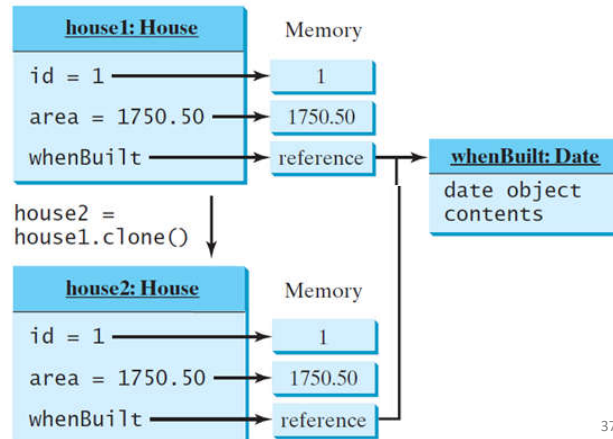 house1: House
Memory
id = 1
1
area = 1750.50
1750.50
whenBuilt
reference
whenBuilt: Date
date object
contents
house2 =
house1.clone()
house2: House
Memory
id = 1
1
area = 1750.50
1750.50
whenBuilt
reference
37